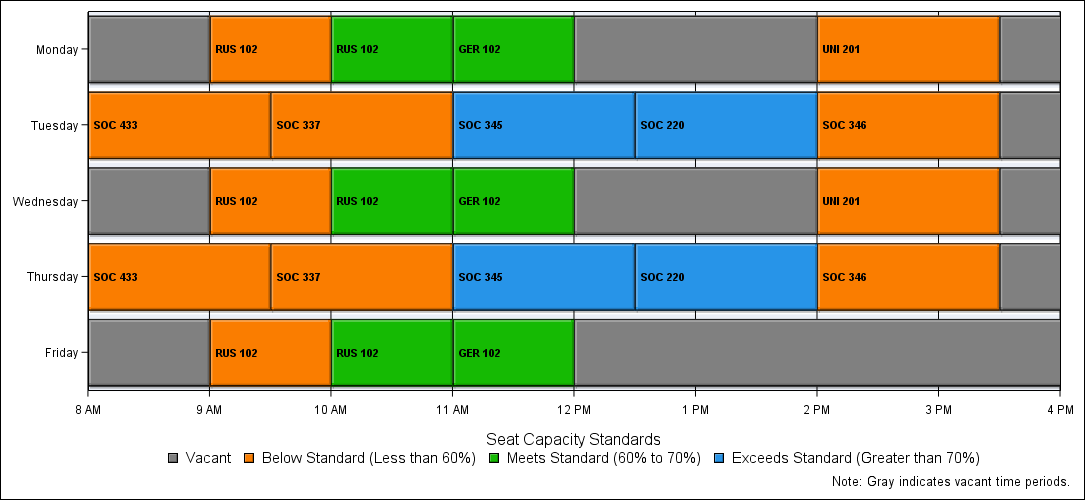 Monday RUS 102 RUS 102 GER 102 UNI 201
Tuesday SOC 433 SOC 337 SOC 345 SOC 220 SOC 346
Wednesday RUS 102 RUS 102 GER 102 UNI 201
Thursday SOC 433 SOC 337 SOC 345 SOC 220 SOC 346
Friday RUS 102 RUS 102 GER 102
8 AM 9 AM 10 AM 11 AM 12 PM 1 PM 2 PM 3 PM 4 PM
Seat Capacity Standards
Vacant Below Standard (Less than 60%) Meets Standard (60% to 70%) Exceeds Standard (Greater than 70%)
Note: Gray indicates vacant time periods.